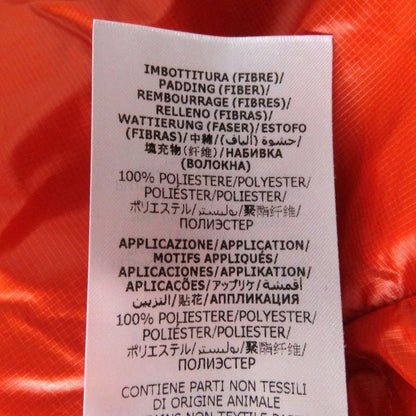 IMBOTTITURA (FIBRE)/
PADDING (FIBER)/
REMBOURRAGE (FIBRES)/
RELLENO (FIBRAS)/
WATTIERUNG (FASER)/ESTOFO
(FIBRAS)/中綿/حشوة (ألياف)/
填充物(纤维)/НАБИВКА
(ВОЛОКНА)
100% POLIESTERE/POLYESTER/
POLIÉSTER/POLIESTER/
ポリエステル/بوليستر/聚酯纤维/
ПОЛИЭСТЕР
APPLICAZIONE/APPLICATION/
MOTIFS APPLIQUÉS/
APLICACIONES/APPLIKATION/
APLICACÕES/アップリケ/أقمشة
التزيين/貼花/АППЛИКАЦИЯ
100% POLIESTERE/POLYESTER/
POLIÉSTER/POLIESTER/
ポリエステル/بوليستر/聚酯纤维/
ПОЛИЭСТЕР
CONTIENE PARTI NON TESSILI
DI ORIGINE ANIMALE